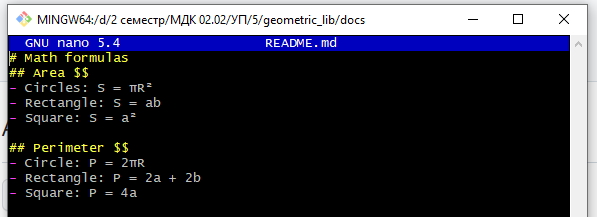 MINGW64:/d/2 семестр/МДК 02.02/УП/5/geometric_lib/docs
GNU nano 5.4 README.md
# Math formulas
## Area $$
- Circles: S = πR²
- Rectangle: S = ab
- Square: S = a²
## Perimeter $$
- Circle: P = 2πR
- Rectangle: P = 2a + 2b
- Square: P = 4a